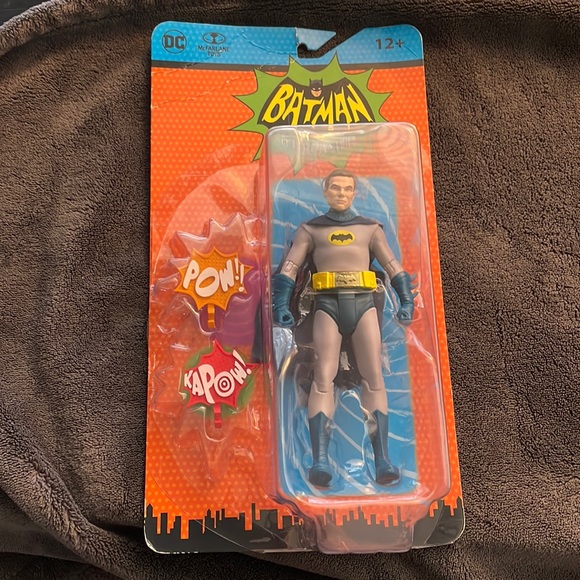 DC
McFARLANE
TOYS
12+
BATMAN
POW!!
KAPOW!